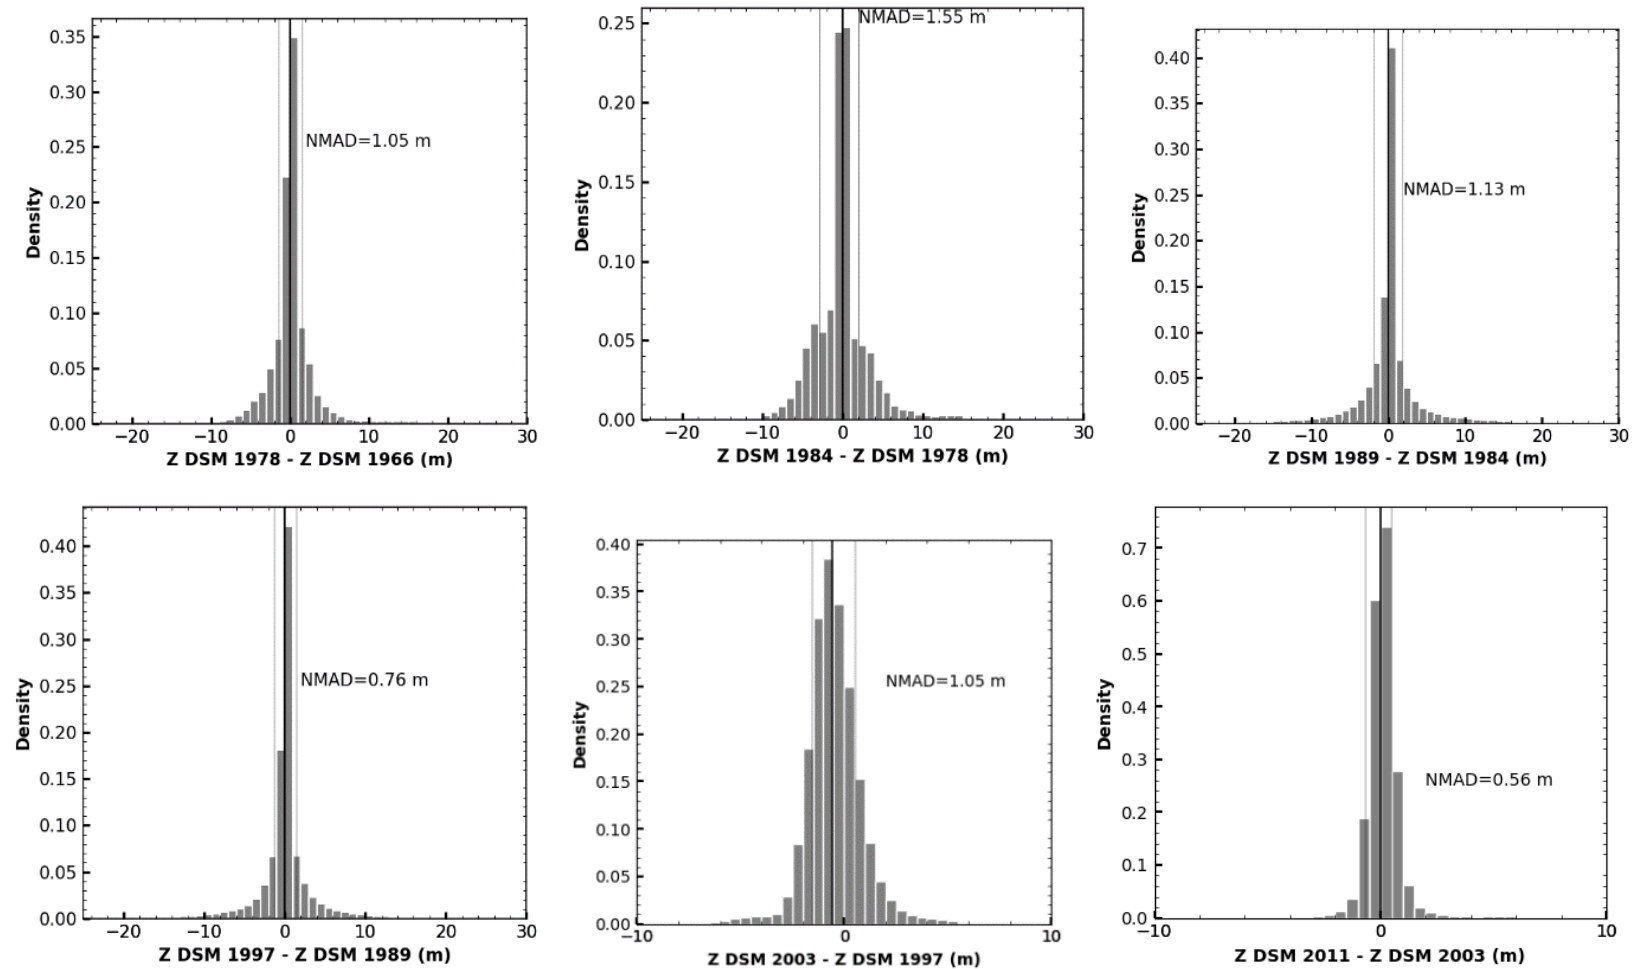 0.35
0.30
0.25
0.20
0.15
0.10
0.05
0.00
Density
NMAD=1.05 m
−20 −10 0 10 20 30
Z DSM 1978 - Z DSM 1966 (m)
0.25
0.20
0.15
0.10
0.05
0.00
Density
NMAD=1.55 m
−20 −10 0 10 20 30
Z DSM 1984 - Z DSM 1978 (m)
0.40
0.35
0.30
0.25
0.20
0.15
0.10
0.05
0.00
Density
NMAD=1.13 m
−20 −10 0 10 20 30
Z DSM 1989 - Z DSM 1984 (m)
0.40
0.35
0.30
0.25
0.20
0.15
0.10
0.05
0.00
Density
NMAD=0.76 m
−20 −10 0 10 20 30
Z DSM 1997 - Z DSM 1989 (m)
0.40
0.35
0.30
0.25
0.20
0.15
0.10
0.05
0.00
Density
NMAD=1.05 m
−10 0 10
Z DSM 2003 - Z DSM 1997 (m)
0.7
0.6
0.5
0.4
0.3
0.2
0.1
0.0
Density
NMAD=0.56 m
−10 0 10
Z DSM 2011 - Z DSM 2003 (m)